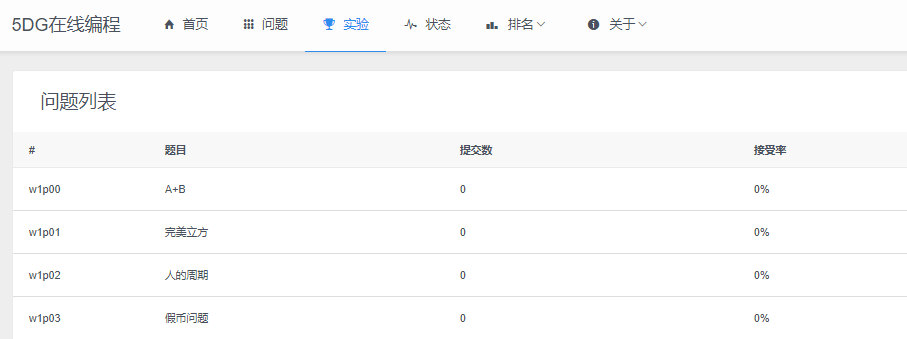 5DG在线编程 首页 问题 实验 状态 排名 关于
问题列表
# 题目 提交数 接受率
w1p00 A+B 0 0%
w1p01 完美立方 0 0%
w1p02 人的周期 0 0%
w1p03 假币问题 0 0%